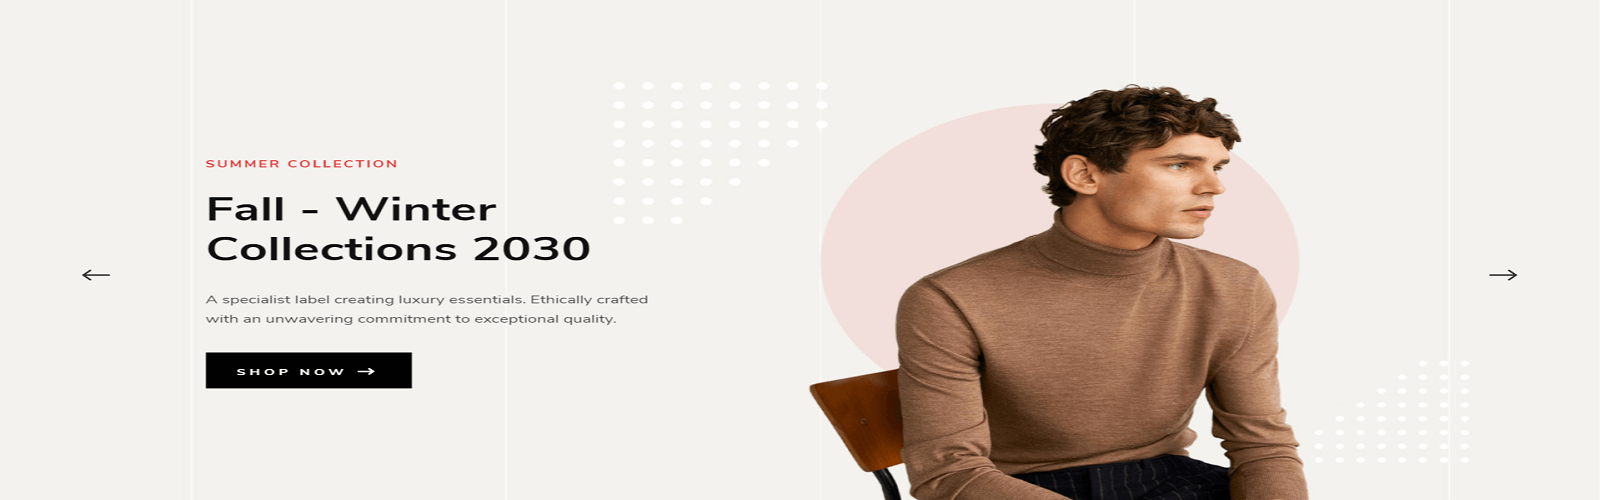 SUMMER COLLECTION
Fall - Winter
Collections 2030
A specialist label creating luxury essentials. Ethically crafted
with an unwavering commitment to exceptional quality.
SHOP NOW →